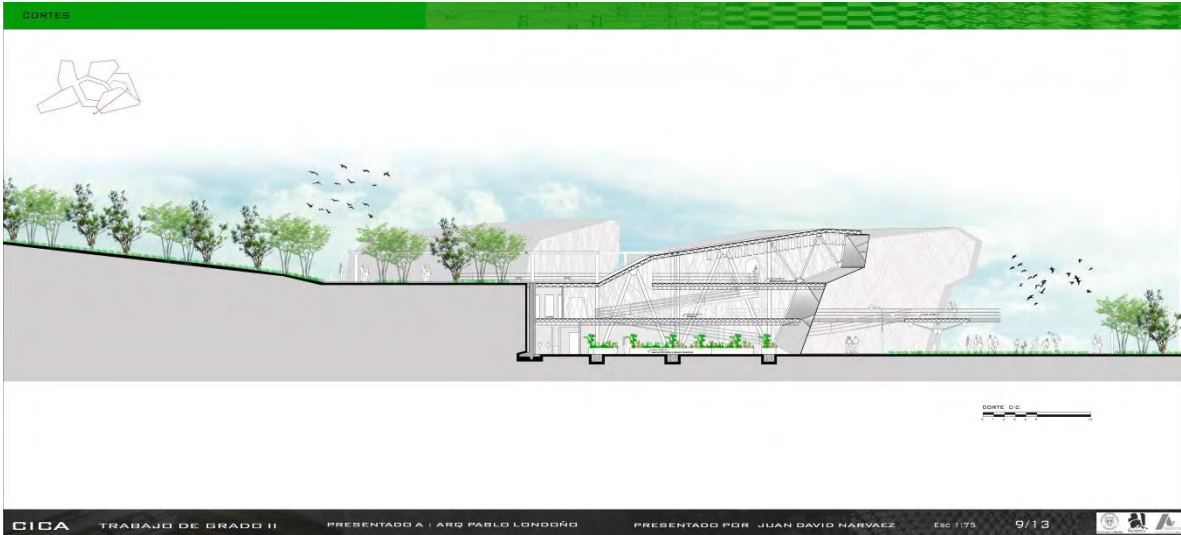 CORTES
CORTE C-C
CICA TRABAJO DE GRADO II PRESENTADO A : ARQ PABLO LONDOÑO PRESENTADO POR JUAN DAVID NARVAEZ Esc 1:75 9/13